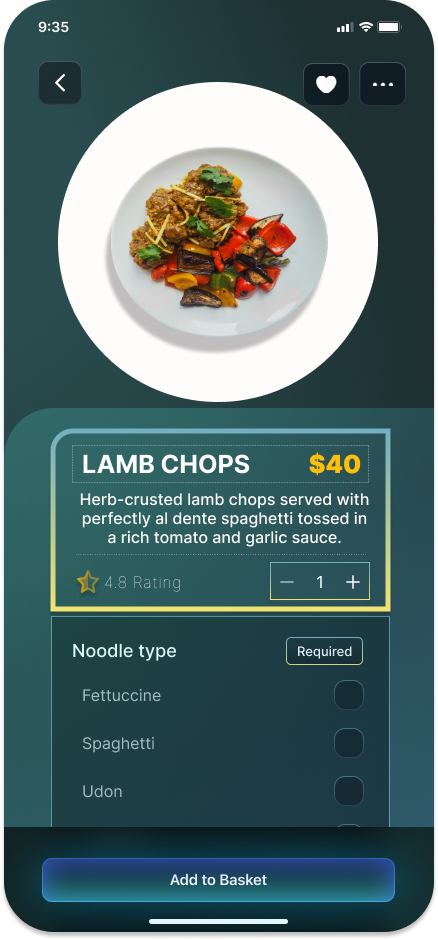 9:35
LAMB CHOPS $40
Herb-crusted lamb chops served with
perfectly al dente spaghetti tossed in
a rich tomato and garlic sauce.
4.8 Rating
1
Noodle type Required
Fettuccine
Spaghetti
Udon
Add to Basket